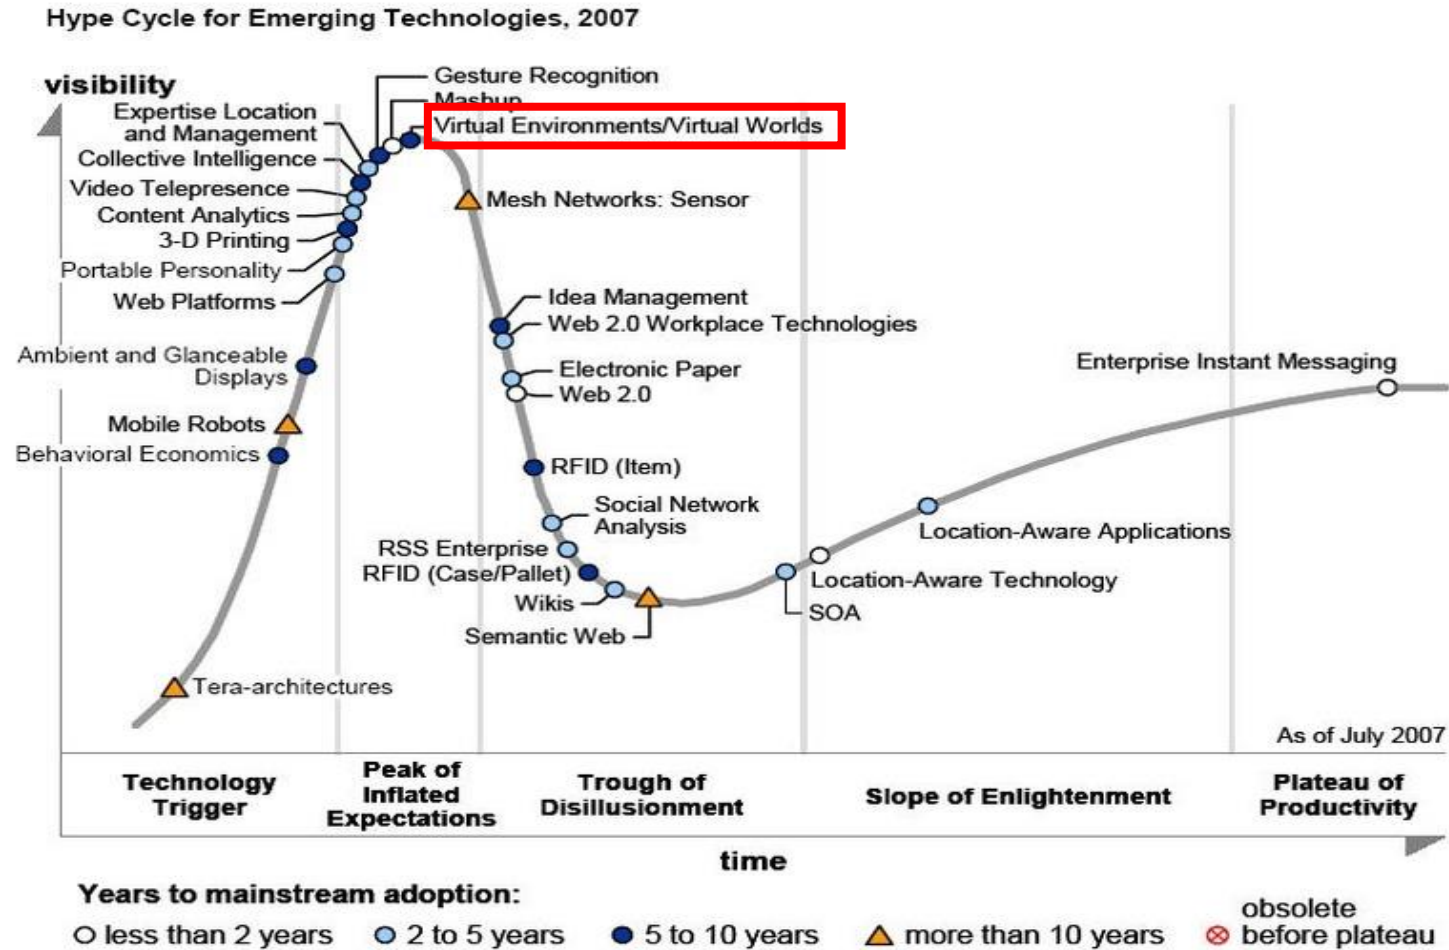 Hype Cycle for Emerging Technologies, 2007
visibility
Gesture Recognition
Mashup
Virtual Environments/Virtual Worlds
Expertise Location
and Management
Collective Intelligence
Video Telepresence
Content Analytics
3-D Printing
Portable Personality
Web Platforms
Ambient and Glanceable
Displays
Mobile Robots
Behavioral Economics
Tera-architectures
Mesh Networks: Sensor
Idea Management
Web 2.0 Workplace Technologies
Electronic Paper
Web 2.0
RFID (Item)
Social Network
Analysis
RSS Enterprise
RFID (Case/Pallet)
Wikis
Semantic Web
Enterprise Instant Messaging
Location-Aware Applications
Location-Aware Technology
SOA
As of July 2007
Technology
Trigger
Peak of
Inflated
Expectations
Trough of
Disillusionment
Slope of Enlightenment
Plateau of
Productivity
time
Years to mainstream adoption:
less than 2 years
2 to 5 years
5 to 10 years
more than 10 years
obsolete
before plateau